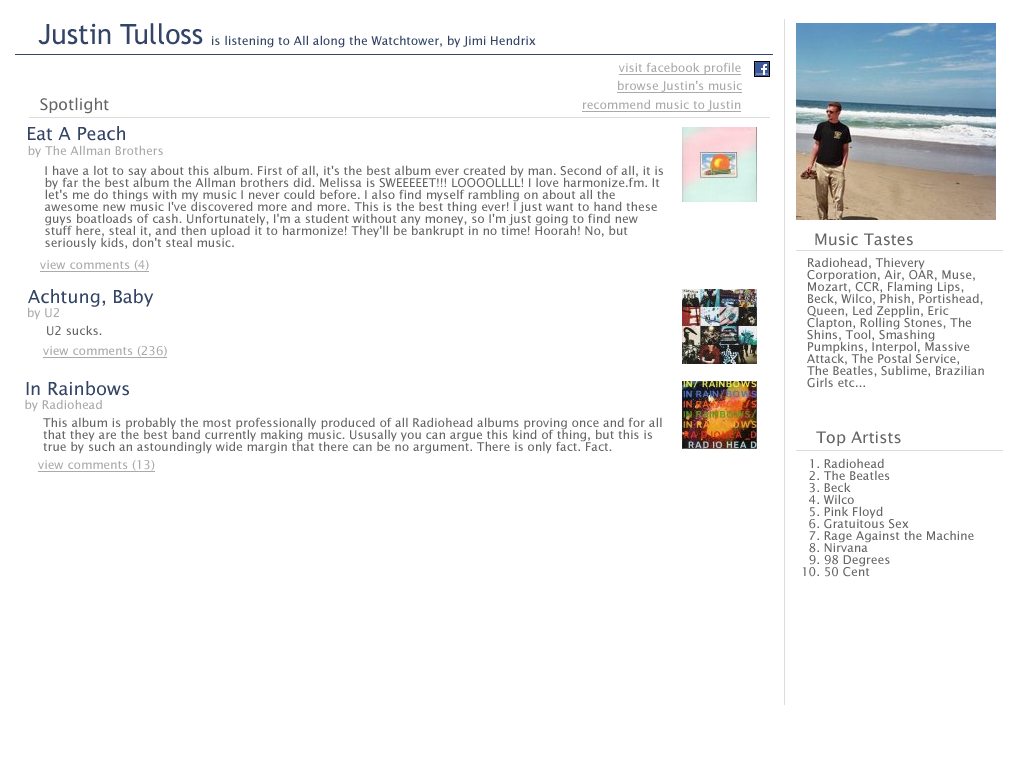 Justin Tulloss is listening to All along the Watchtower, by Jimi Hendrix
visit facebook profile
browse Justin's music
recommend music to Justin
Spotlight
Eat A Peach
by The Allman Brothers
I have a lot to say about this album. First of all, it's the best album ever created by man. Second of all, it is
by far the best album the Allman brothers did. Melissa is SWEEEEET!!! LOOOOLLLL! I love harmonize.fm. It
let's me do things with my music I never could before. I also find myself rambling on about all the
awesome new music I've discovered more and more. This is the best thing ever! I just want to hand these
guys boatloads of cash. Unfortunately, I'm a student without any money, so I'm just going to find new
stuff here, steal it, and then upload it to harmonize! They'll be bankrupt in no time! Hoorah! No, but
seriously kids, don't steal music.
view comments (4)
Achtung, Baby
by U2
U2 sucks.
view comments (236)
In Rainbows
by Radiohead
This album is probably the most professionally produced of all Radiohead albums proving once and for all
that they are the best band currently making music. Ususally you can argue this kind of thing, but this is
true by such an astoundingly wide margin that there can be no argument. There is only fact. Fact.
view comments (13)
IN/ RAINBOWS
IN RAIN/BOWS
IN RAINBOWS/
IN RAINBOWS
RADIOHEAD
Music Tastes
Radiohead, Thievery
Corporation, Air, OAR, Muse,
Mozart, CCR, Flaming Lips,
Beck, Wilco, Phish, Portishead,
Queen, Led Zepplin, Eric
Clapton, Rolling Stones, The
Shins, Tool, Smashing
Pumpkins, Interpol, Massive
Attack, The Postal Service,
The Beatles, Sublime, Brazilian
Girls etc...
Top Artists
1. Radiohead
2. The Beatles
3. Beck
4. Wilco
5. Pink Floyd
6. Gratuitous Sex
7. Rage Against the Machine
8. Nirvana
9. 98 Degrees
10. 50 Cent